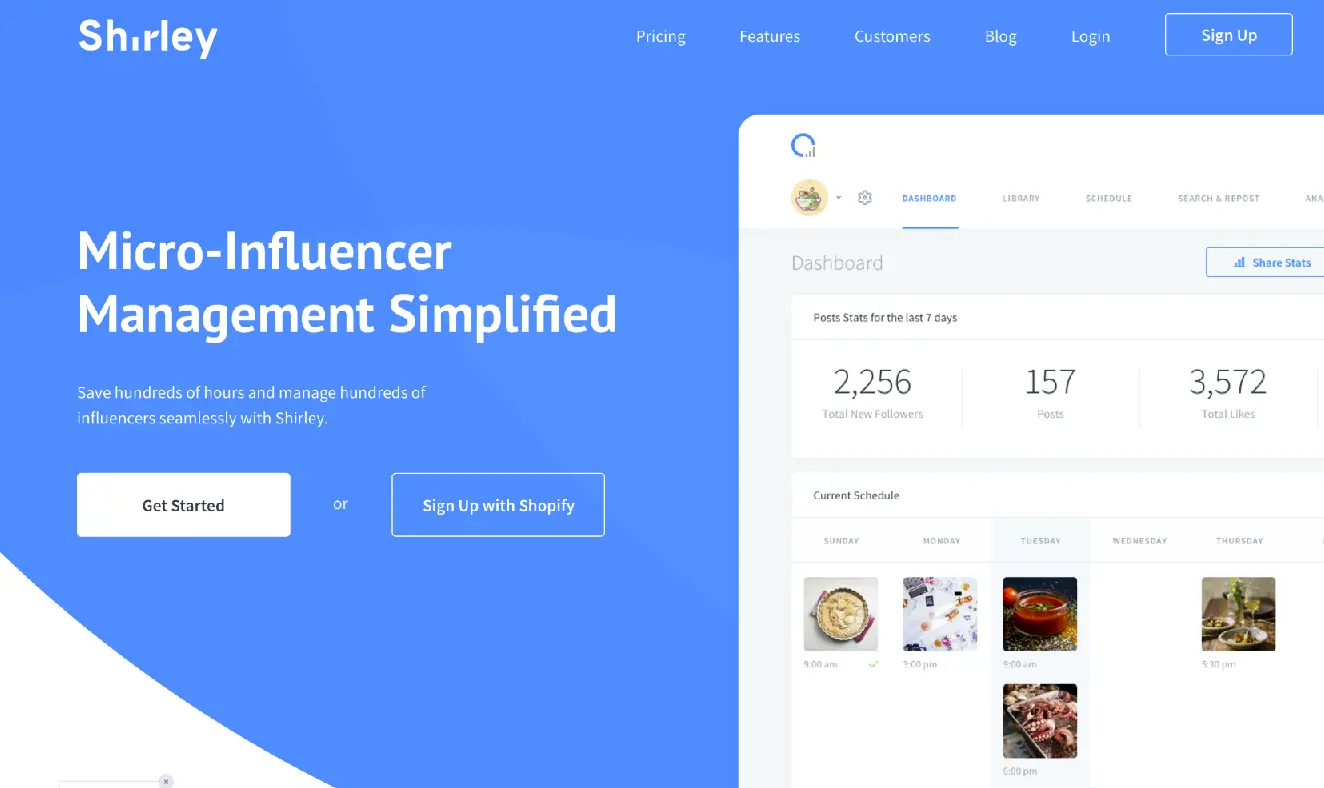 Shirley
Pricing Features Customers Blog Login Sign Up
Micro-Influencer
Management Simplified
Save hundreds of hours and manage hundreds of
influencers seamlessly with Shirley.
Get Started or Sign Up with Shopify
DASHBOARD LIBRARY SCHEDULE SEARCH & REPOST ANA
Dashboard
Share Stats
Posts Stats for the last 7 days
2,256 157 3,572
Total New Followers Posts Total Likes
Current Schedule
SUNDAY MONDAY TUESDAY WEDNESDAY THURSDAY
9:00 am 3:00 pm 9:00 am 5:30 pm
6:00 pm